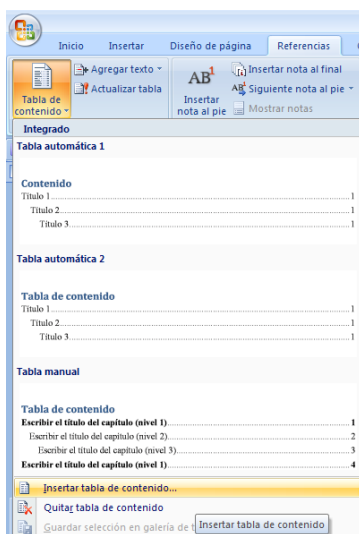 Inicio Insertar Diseño de página Referencias
Agregar texto
Actualizar tabla
Tabla de contenido
AB¹
Insertar nota al pie
Insertar nota al final
Siguiente nota al pie
Mostrar notas
Integrado
Tabla automática 1
Contenido
Título 1.....1
Título 2.....1
Título 3.....1
Tabla automática 2
Tabla de contenido
Título 1.....1
Título 2.....1
Título 3.....1
Tabla manual
Tabla de contenido
Escribir el título del capítulo (nivel 1).....1
Escribir el título del capítulo (nivel 2).....2
Escribir el título del capítulo (nivel 3).....3
Escribir el título del capítulo (nivel 1).....4
Insertar tabla de contenido...
Quitar tabla de contenido
Guardar selección en galería de
Insertar tabla de contenido